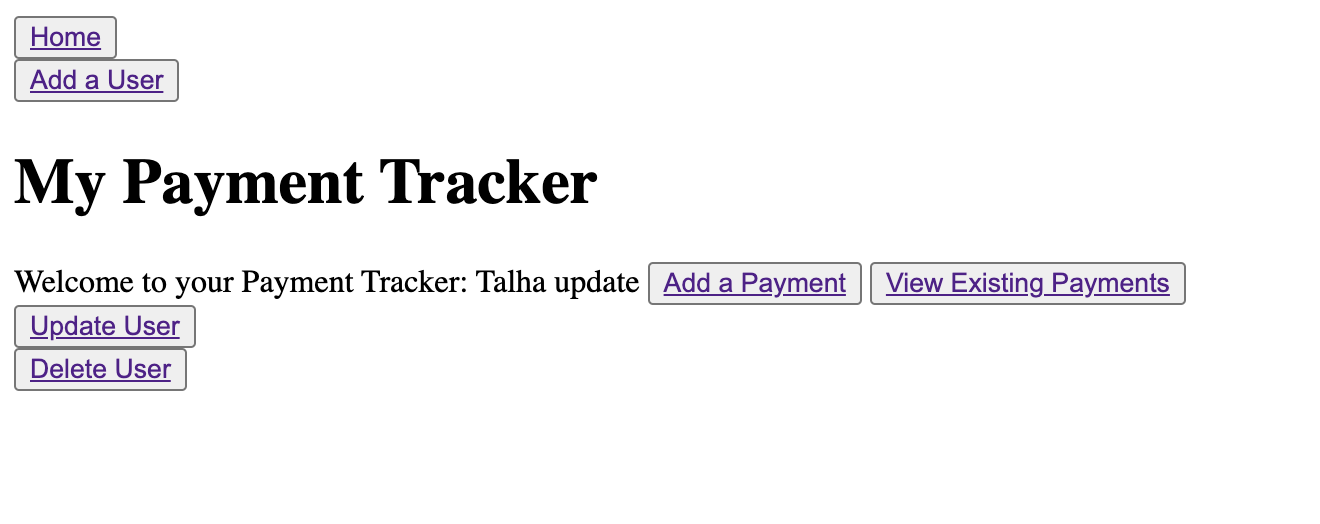 Home
Add a User
My Payment Tracker
Welcome to your Payment Tracker: Talha update Add a Payment View Existing Payments
Update User
Delete User